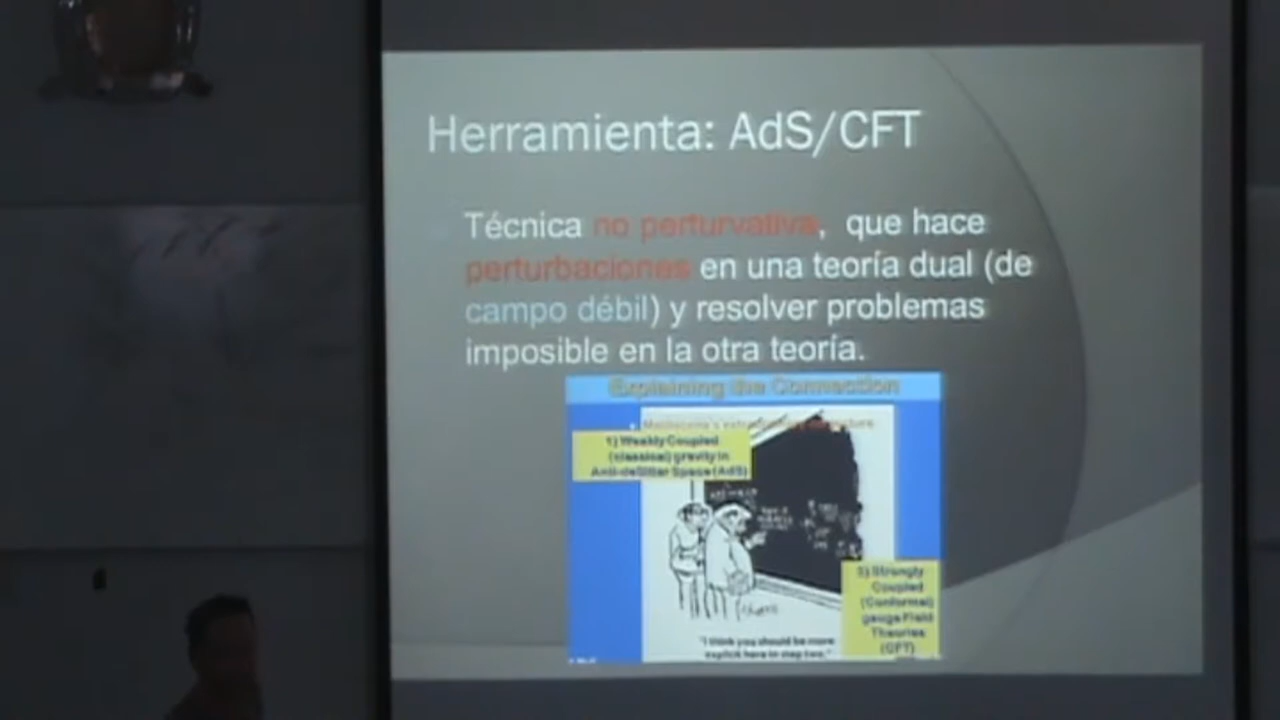 Herramienta: AdS/CFT
Técnica no perturvativa, que hace
perturbaciones en una teoría dual (de
campo débil) y resolver problemas
imposible en la otra teoría.
Explaining the Connection
1) Weakly Coupled
(classical) gravity in
Anti-deSitter Space (AdS)
2) Strongly
Coupled
(Conformal)
gauge Field
Theories
(CFT)
"I think you should be more
explicit here in step two."